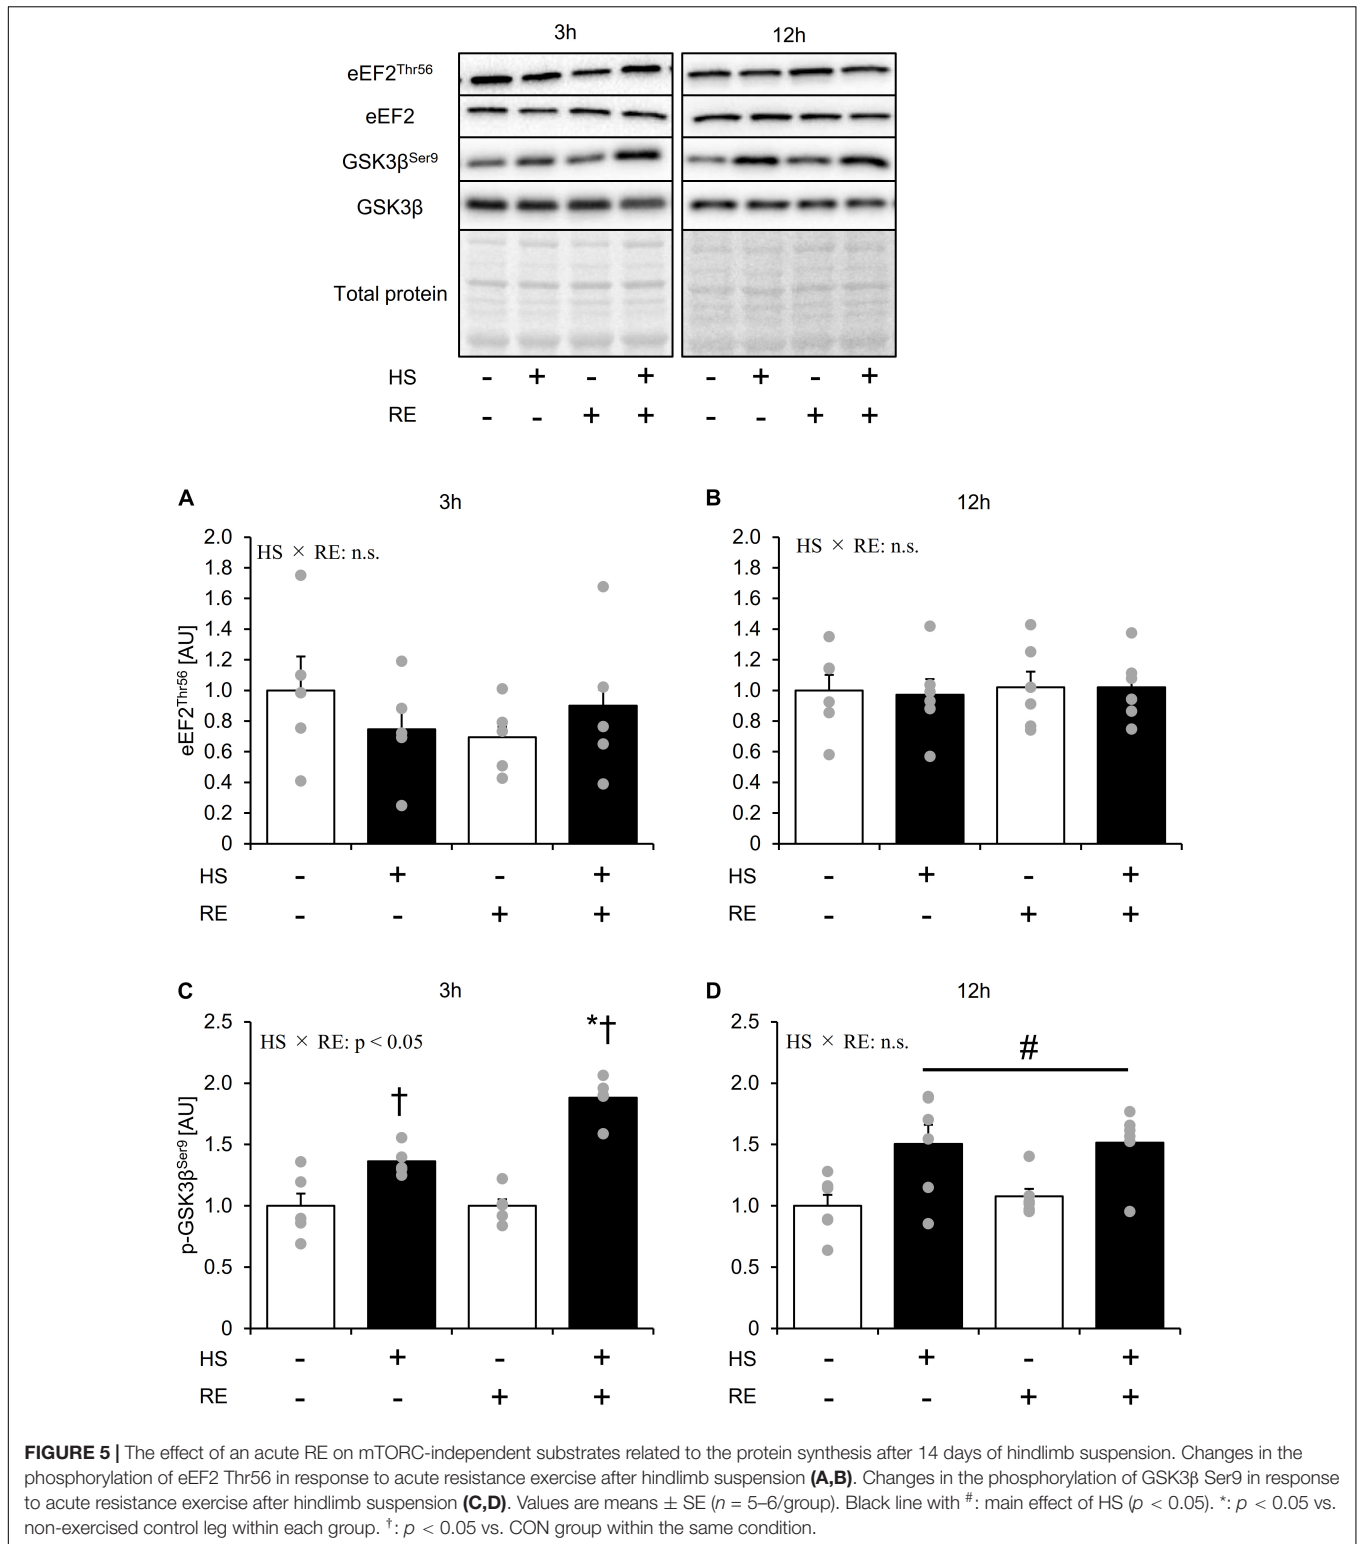 3h 12h
eEF2Thr56
eEF2
GSK3βSer9
GSK3β
Total protein
HS - + - + - + - +
RE - - + + - - + +
A 3h
HS × RE: n.s.
eEF2Thr56 [AU]
2.0
1.8
1.6
1.4
1.2
1.0
0.8
0.6
0.4
0.2
0
HS - + - +
RE - - + +
B 12h
HS × RE: n.s.
2.0
1.8
1.6
1.4
1.2
1.0
0.8
0.6
0.4
0.2
0
HS - + - +
RE - - + +
C 3h
HS × RE: p < 0.05
p-GSK3βSer9 [AU]
2.5
2.0
1.5
1.0
0.5
0
†
*†
HS - + - +
RE - - + +
D 12h
HS × RE: n.s.
#
2.5
2.0
1.5
1.0
0.5
0
HS - + - +
RE - - + +
FIGURE 5 | The effect of an acute RE on mTORC-independent substrates related to the protein synthesis after 14 days of hindlimb suspension. Changes in the
phosphorylation of eEF2 Thr56 in response to acute resistance exercise after hindlimb suspension (A,B). Changes in the phosphorylation of GSK3β Ser9 in response
to acute resistance exercise after hindlimb suspension (C,D). Values are means ± SE (n = 5–6/group). Black line with #: main effect of HS (p < 0.05). *: p < 0.05 vs.
non-exercised control leg within each group. †: p < 0.05 vs. CON group within the same condition.